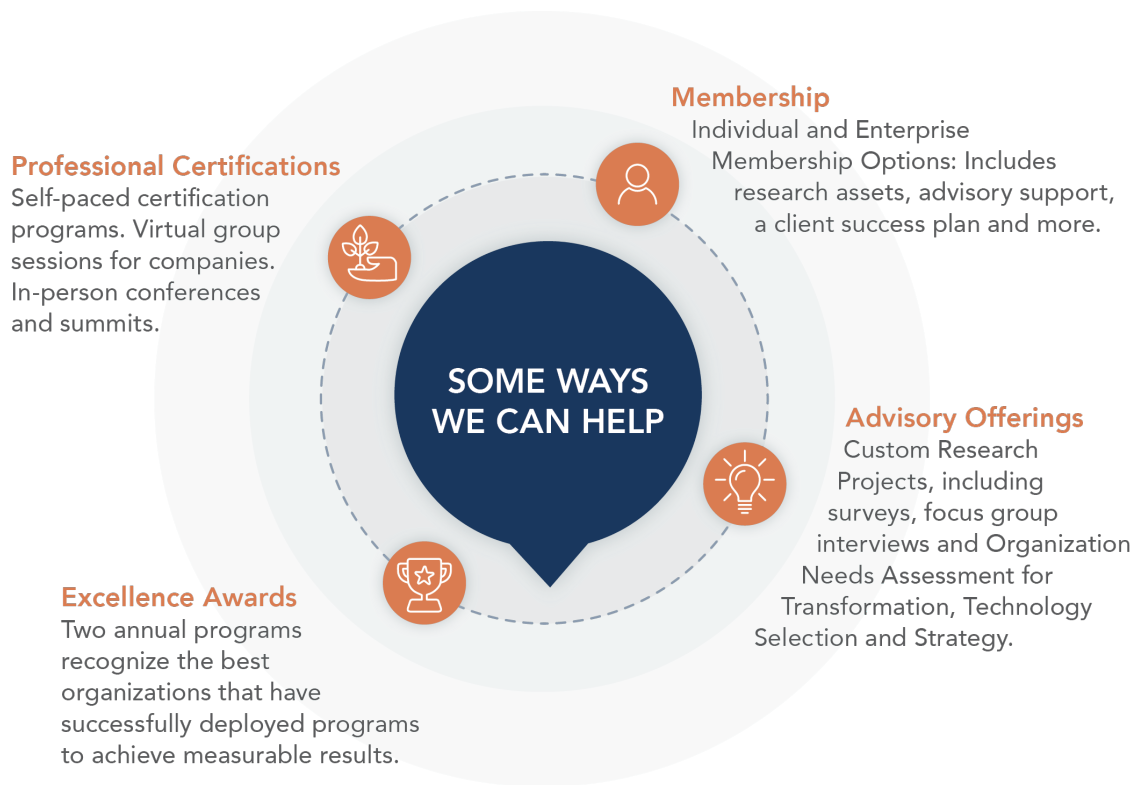 SOME WAYS
WE CAN HELP
Membership
Individual and Enterprise
Membership Options: Includes
research assets, advisory support,
a client success plan and more.
Advisory Offerings
Custom Research
Projects, including
surveys, focus group
interviews and Organization
Needs Assessment for
Transformation, Technology
Selection and Strategy.
Excellence Awards
Two annual programs
recognize the best
organizations that have
successfully deployed programs
to achieve measurable results.
Professional Certifications
Self-paced certification
programs. Virtual group
sessions for companies.
In-person conferences
and summits.